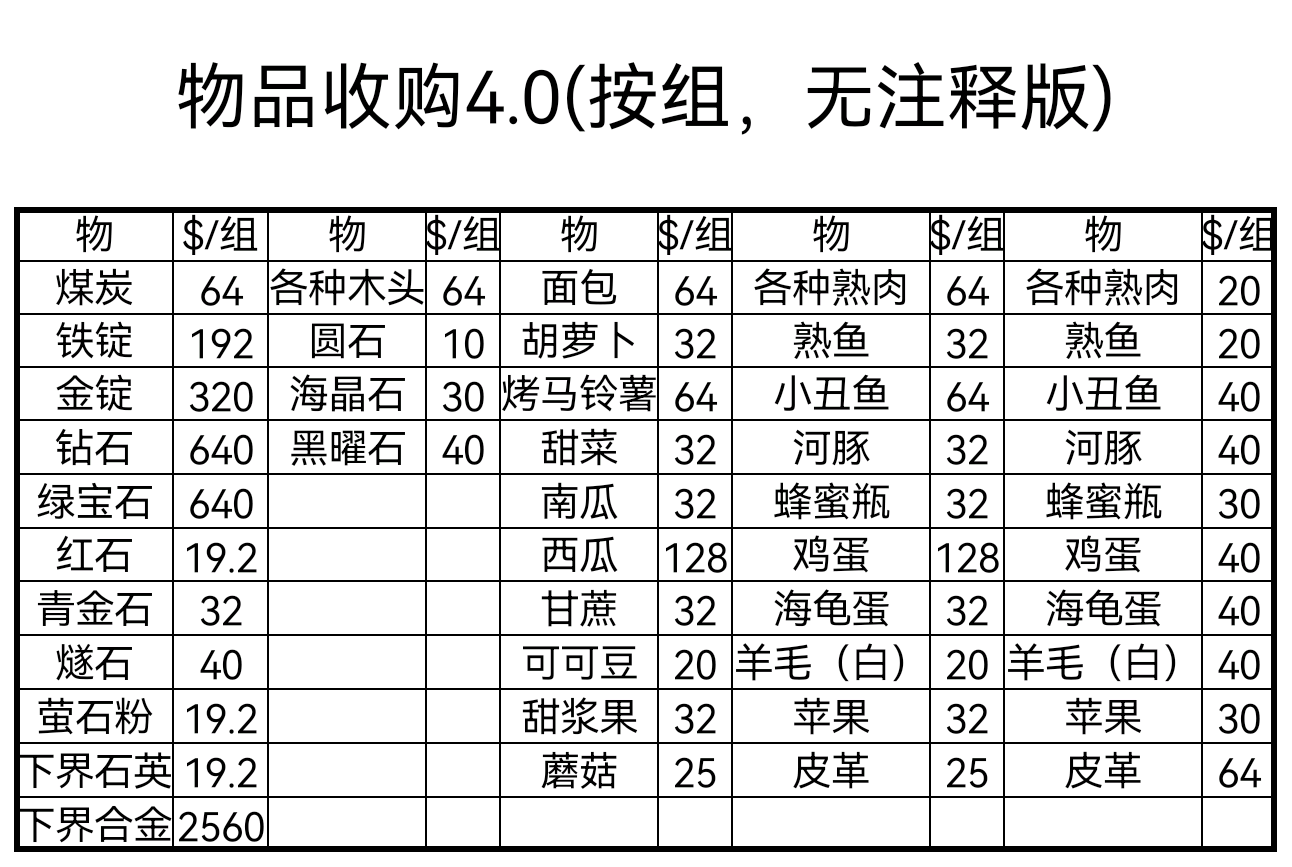 物品收购4.0(按组，无注释版)
物 $/组 物 $/组 物 $/组 物 $/组 物 $/组
煤炭 64 各种木头 64 面包 64 各种熟肉 64 各种熟肉 20
铁锭 192 圆石 10 胡萝卜 32 熟鱼 32 熟鱼 20
金锭 320 海晶石 30 烤马铃薯 64 小丑鱼 64 小丑鱼 40
钻石 640 黑曜石 40 甜菜 32 河豚 32 河豚 40
绿宝石 640 南瓜 32 蜂蜜瓶 32 蜂蜜瓶 30
红石 19.2 西瓜 128 鸡蛋 128 鸡蛋 40
青金石 32 甘蔗 32 海龟蛋 32 海龟蛋 40
燧石 40 可可豆 20 羊毛（白） 20 羊毛（白） 40
萤石粉 19.2 甜浆果 32 苹果 32 苹果 30
下界石英 19.2 蘑菇 25 皮革 25 皮革 64
下界合金 2560